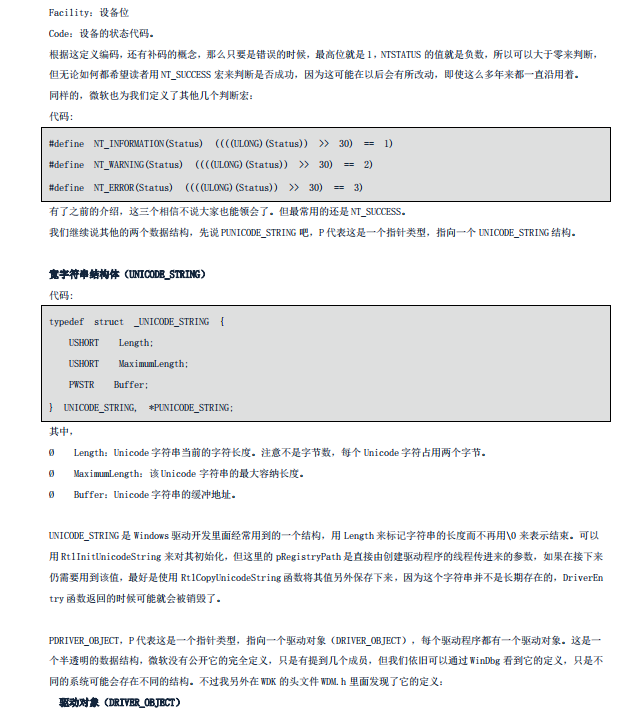 Facility：设备位
Code：设备的状态代码。
根据这定义编码，还有补码的概念，那么只要是错误的时候，最高位就是 1，NTSTATUS 的值就是负数，所以可以大于零来判断，
但无论如何都希望读者用 NT_SUCCESS 宏来判断是否成功，因为这可能在以后会有所改动，即使这么多年来都一直沿用着。
同样的，微软也为我们定义了其他几个判断宏：
代码:
#define NT_INFORMATION(Status) ((((ULONG)(Status)) >> 30) == 1)
#define NT_WARNING(Status) ((((ULONG)(Status)) >> 30) == 2)
#define NT_ERROR(Status) ((((ULONG)(Status)) >> 30) == 3)
有了之前的介绍，这三个相信不说大家也能领会了。但最常用的还是 NT_SUCCESS。
我们继续说其他的两个数据结构，先说 PUNICODE_STRING 吧，P 代表这是一个指针类型，指向一个 UNICODE_STRING 结构。
宽字符串结构体（UNICODE_STRING）
代码:
typedef struct _UNICODE_STRING {
USHORT Length;
USHORT MaximumLength;
PWSTR Buffer;
} UNICODE_STRING, *PUNICODE_STRING;
其中，
Ø Length：Unicode 字符串当前的字符长度。注意不是字节数，每个 Unicode 字符占用两个字节。
Ø MaximumLength：该 Unicode 字符串的最大容纳长度。
Ø Buffer：Unicode 字符串的缓冲地址。
UNICODE_STRING 是 Windows 驱动开发里面经常用到的一个结构，用 Length 来标记字符串的长度而不再用\0 来表示结束。可以
用 RtlInitUnicodeString 来对其初始化，但这里的 pRegistryPath 是直接由创建驱动程序的线程传进来的参数，如果在接下来
仍需要用到该值，最好是使用 RtlCopyUnicodeString 函数将其值另外保存下来，因为这个字符串并不是长期存在的，DriverEn
try 函数返回的时候可能就会被销毁了。
PDRIVER_OBJECT，P 代表这是一个指针类型，指向一个驱动对象（DRIVER_OBJECT），每个驱动程序都有一个驱动对象。这是一
个半透明的数据结构，微软没有公开它的完全定义，只是有提到几个成员，但我们依旧可以通过 WinDbg 看到它的定义，只是不
同的系统可能会存在不同的结构。不过我另外在 WDK 的头文件 WDM.h 里面发现了它的定义：
驱动对象（DRIVER_OBJECT）